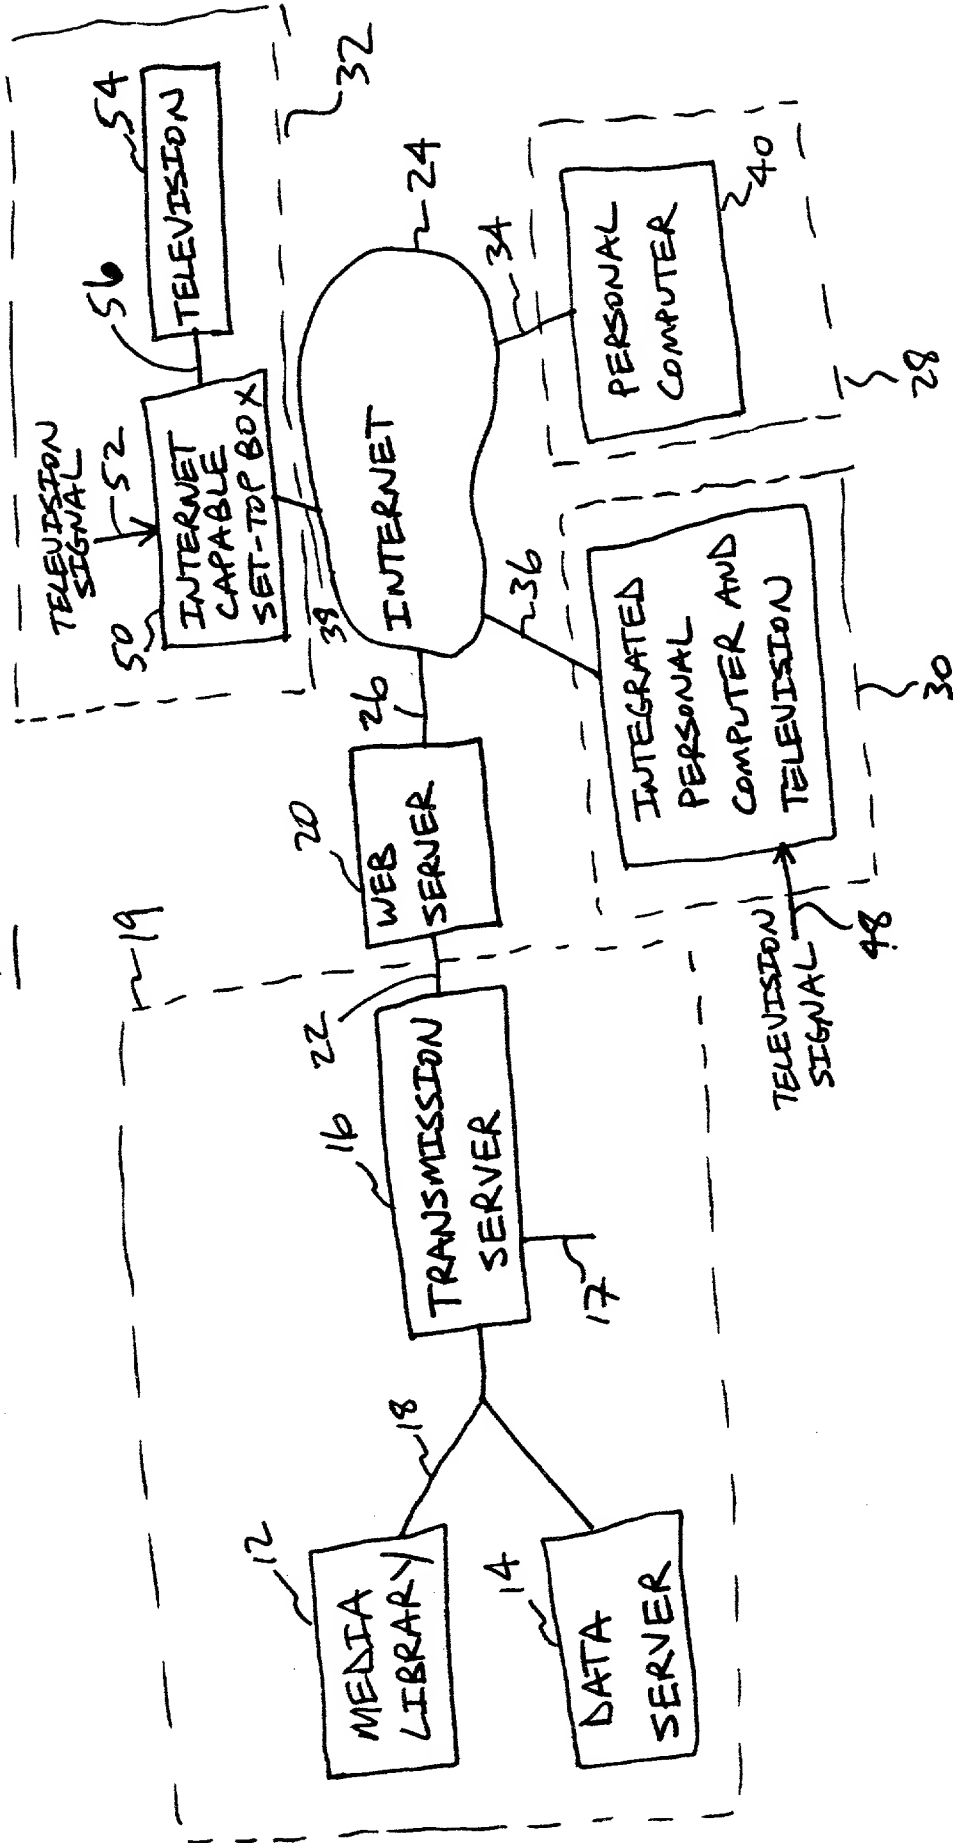 12
MEDIA
LIBRARY
14
DATA
SERVER
18
16
TRANSMISSION
SERVER
17
19
22
20
WEB
SERVER
26
INTERNET
24
TELEVISION
SIGNAL
52
50
INTERNET
CAPABLE
SET-TOP BOX
56
54
TELEVISION
32
38
34
PERSONAL
COMPUTER
40
28
36
INTEGRATED
PERSONAL
COMPUTER AND
TELEVISION
30
TELEVISION
SIGNAL
48